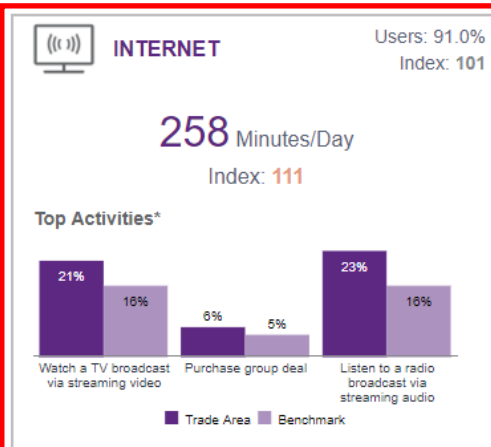 INTERNET
Users: 91.0%
Index: 101
258 Minutes/Day
Index: 111
Top Activities*
21%
16%
6%
5%
23%
16%
Watch a TV broadcast
via streaming video
Purchase group deal
Listen to a radio
broadcast via
streaming audio
Trade Area
Benchmark